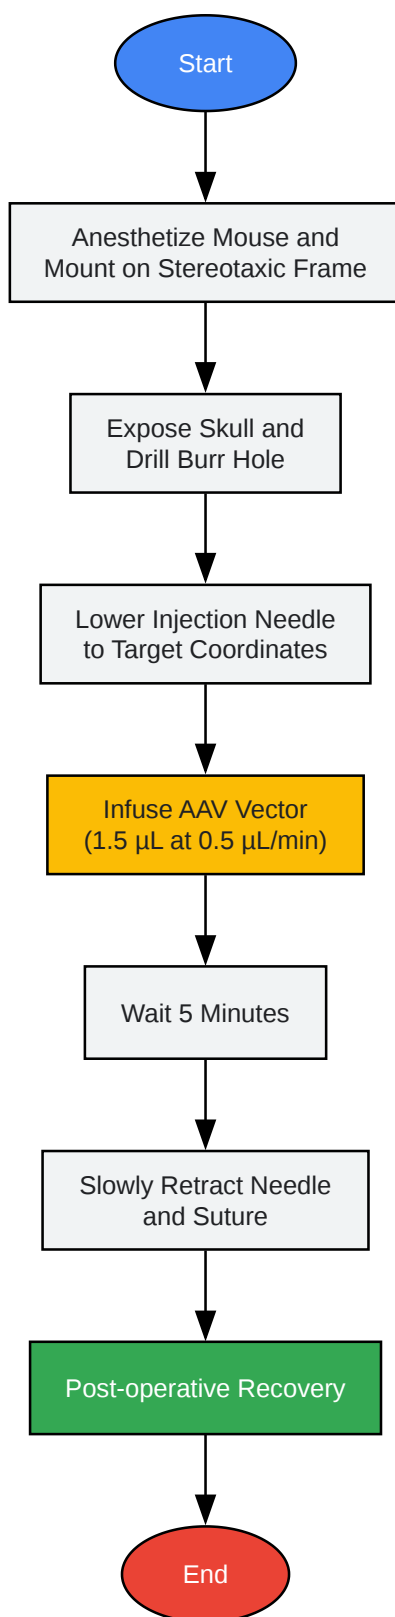 Start
Anesthetize Mouse and
Mount on Stereotaxic Frame
Expose Skull and
Drill Burr Hole
Lower Injection Needle
to Target Coordinates
Infuse AAV Vector
(1.5 µL at 0.5 µL/min)
Wait 5 Minutes
Slowly Retract Needle
and Suture
Post-operative Recovery
End